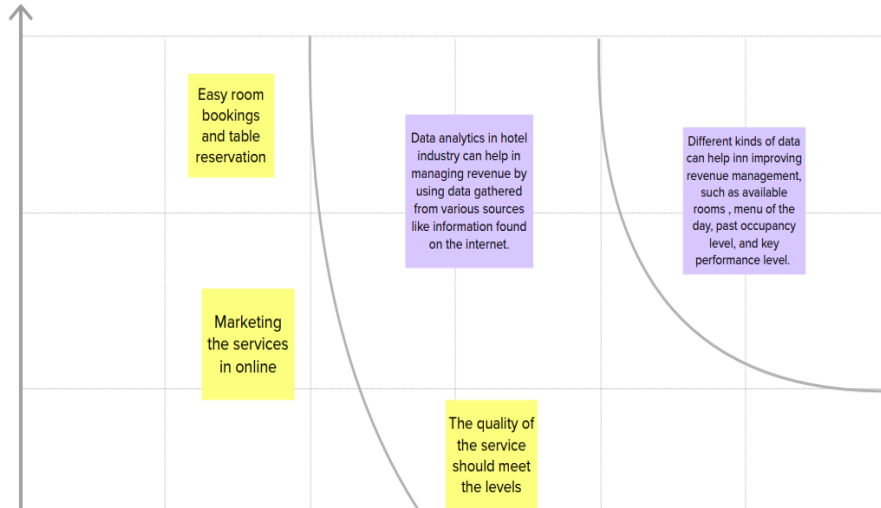 Easy room
bookings
and table
reservation
Data analytics in hotel
industry can help in
managing revenue by
using data gathered
from various sources
like information found
on the internet.
Different kinds of data
can help inn improving
revenue management,
such as available
rooms , menu of the
day, past occupancy
level, and key
performance level.
Marketing
the services
in online
The quality of
the service
should meet
the levels